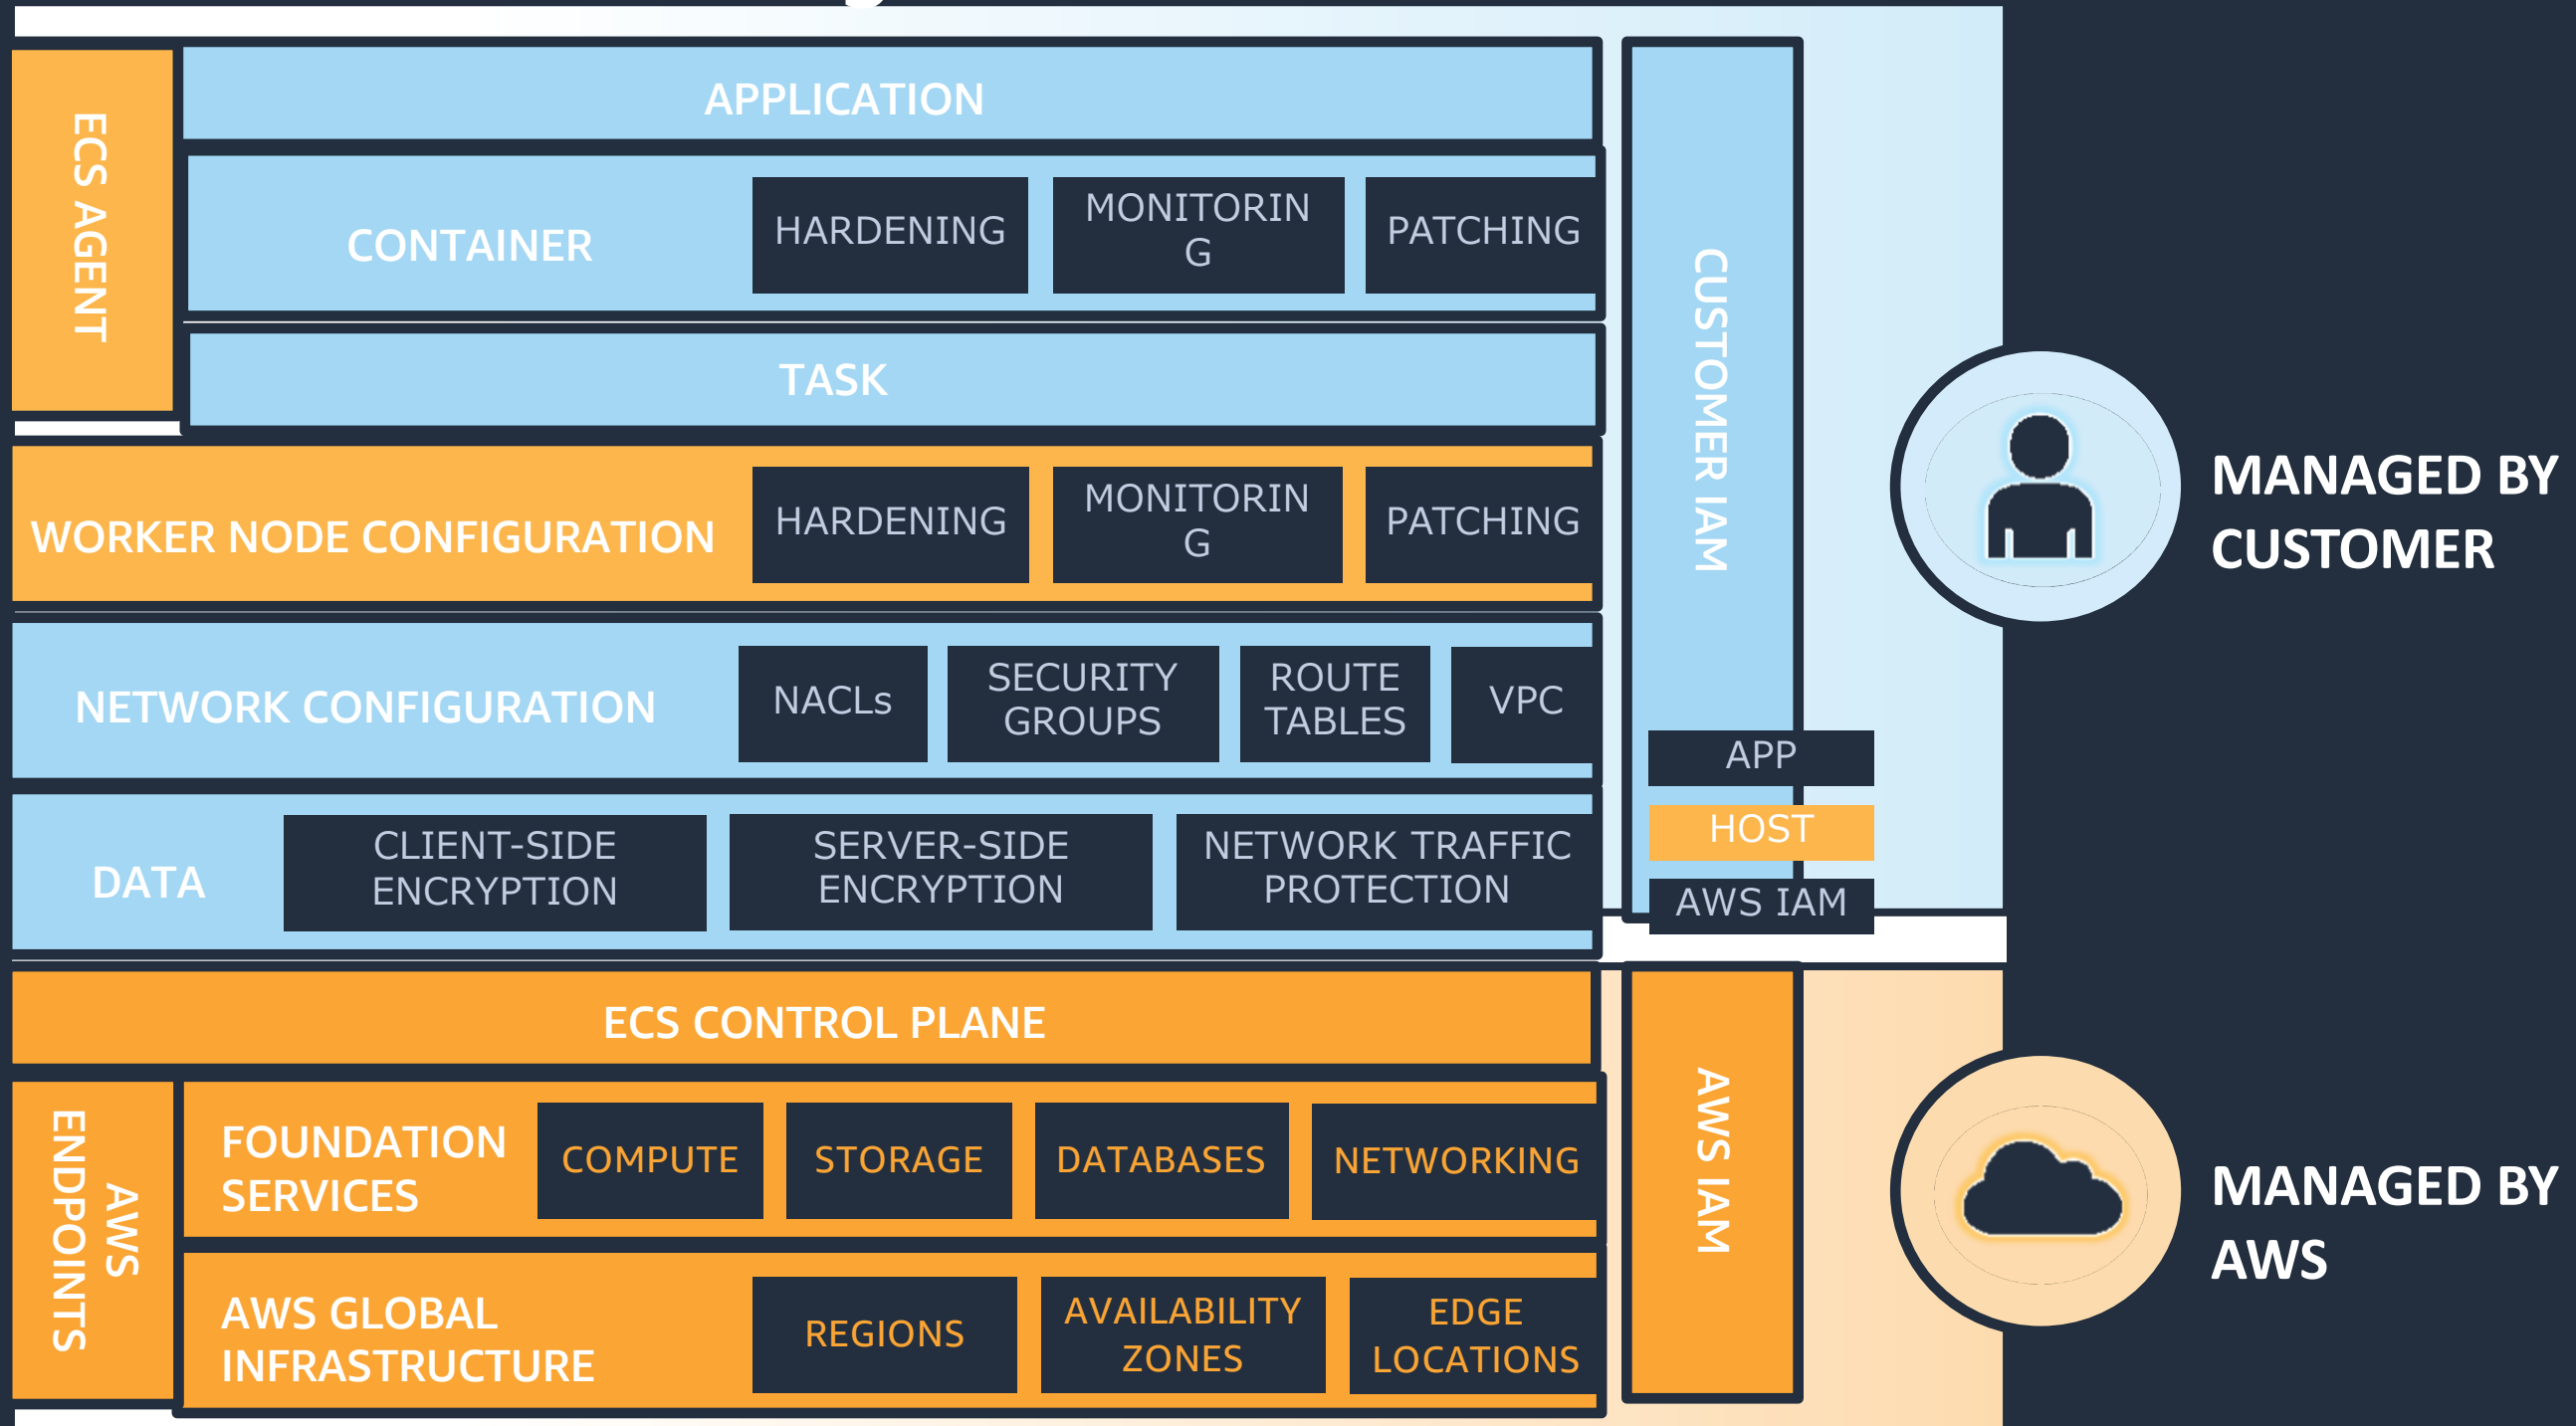 ECS AGENT
APPLICATION
CONTAINER
HARDENING
MONITORIN
G
PATCHING
TASK
WORKER NODE CONFIGURATION
HARDENING
MONITORIN
G
PATCHING
NETWORK CONFIGURATION
NACLs
SECURITY
GROUPS
ROUTE
TABLES
VPC
DATA
CLIENT-SIDE
ENCRYPTION
SERVER-SIDE
ENCRYPTION
NETWORK TRAFFIC
PROTECTION
CUSTOMER IAM
APP
HOST
AWS IAM
MANAGED BY
CUSTOMER
ECS CONTROL PLANE
AWS
ENDPOINTS
FOUNDATION
SERVICES
COMPUTE
STORAGE
DATABASES
NETWORKING
AWS GLOBAL
INFRASTRUCTURE
REGIONS
AVAILABILITY
ZONES
EDGE
LOCATIONS
AWS IAM
MANAGED BY
AWS